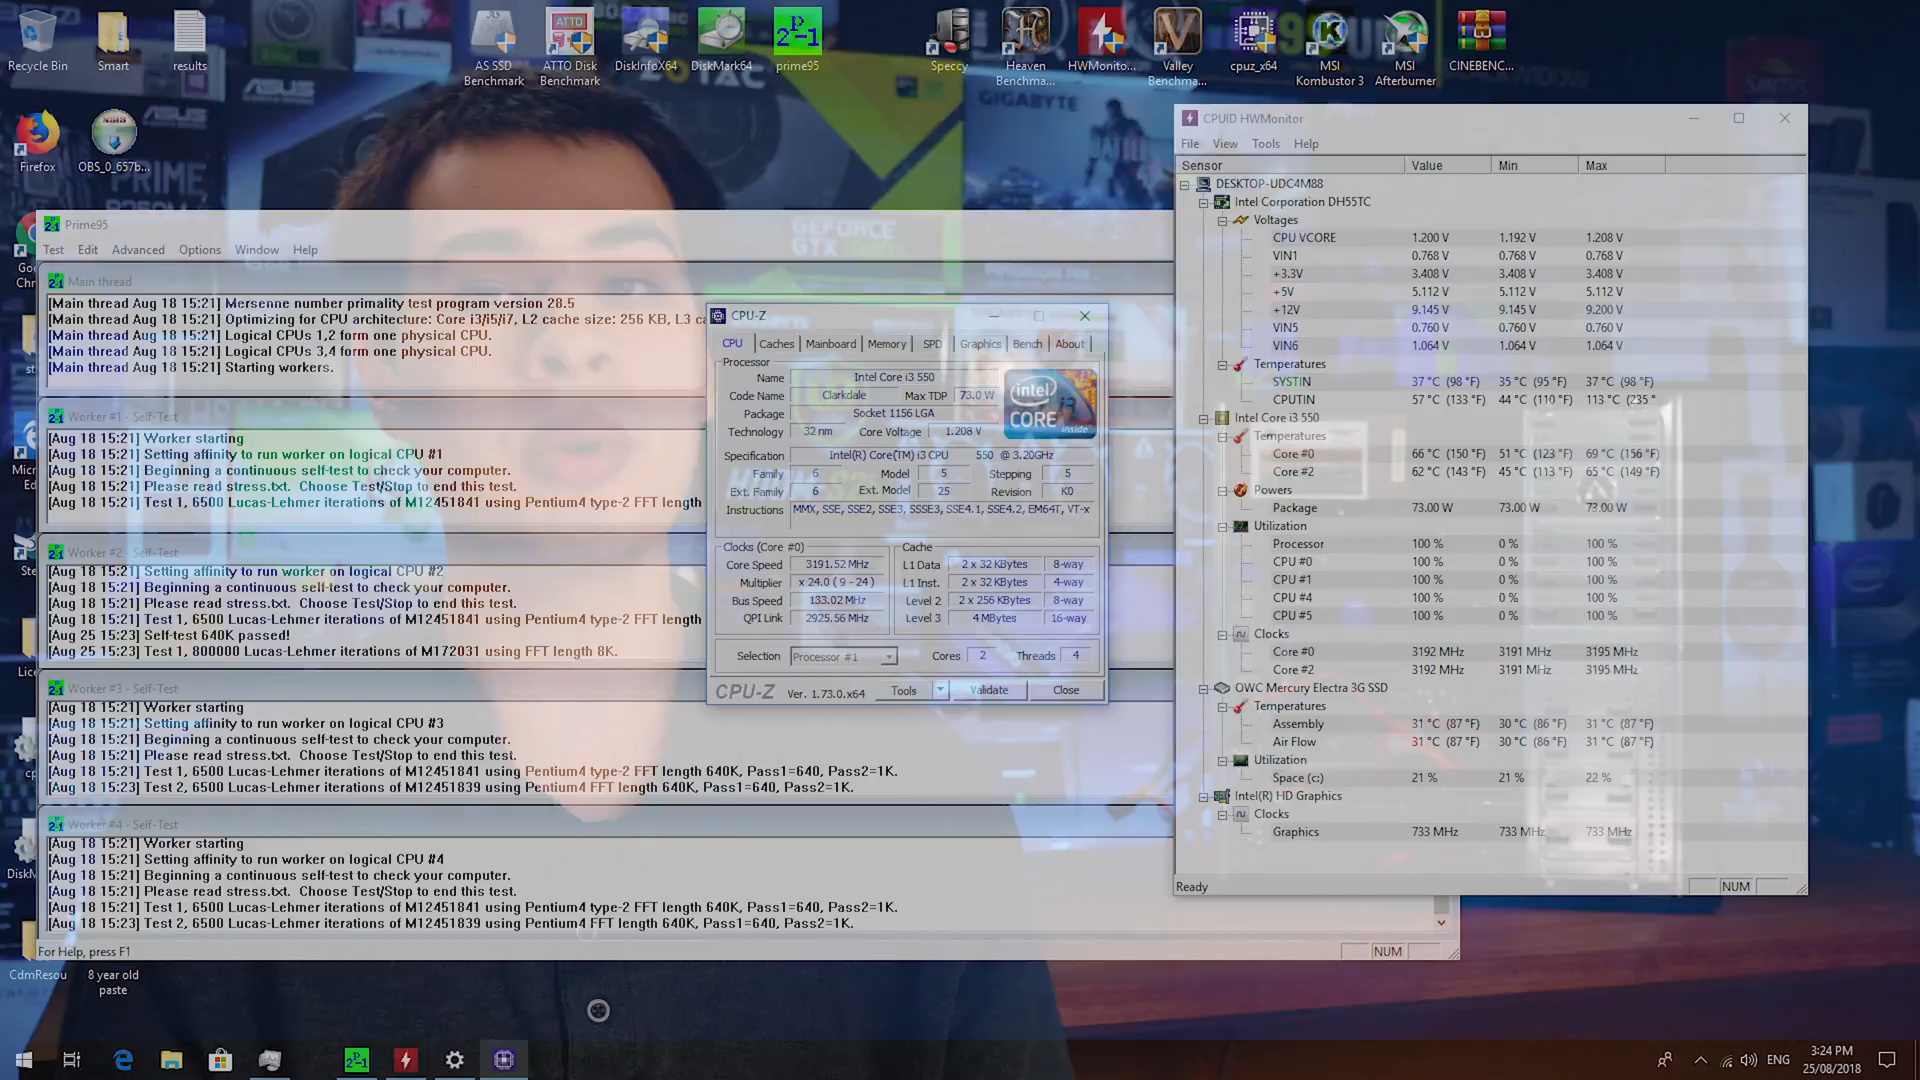 Recycle Bin
Smart
results
AS SSD Benchmark
ATTO Disk Benchmark
DiskInfoX64
DiskMark64
prime95
Speccy
Heaven Benchma...
HWMonito...
Valley Benchma...
cpuz_x64
MSI Kombustor 3
MSI Afterburner
CINEBENC...
Firefox
OBS_0_657b...
ASUS
ASUS
PRIME
GIGABYTE
GEFORCE
GTX
Prime95
Test Edit Advanced Options Window Help
Main thread
[Main thread Aug 18 15:21] Mersenne number primality test program version 28.5
[Main thread Aug 18 15:21] Optimizing for CPU architecture: Core i3/i5/i7, L2 cache size: 256 KB, L3 ca
[Main thread Aug 18 15:21] Logical CPUs 1,2 form one physical CPU.
[Main thread Aug 18 15:21] Logical CPUs 3,4 form one physical CPU.
[Main thread Aug 18 15:21] Starting workers.
Worker #1 - Self-Test
[Aug 18 15:21] Worker starting
[Aug 18 15:21] Setting affinity to run worker on logical CPU #1
[Aug 18 15:21] Beginning a continuous self-test to check your computer.
[Aug 18 15:21] Please read stress.txt. Choose Test/Stop to end this test.
[Aug 18 15:21] Test 1, 6500 Lucas-Lehmer iterations of M12451841 using Pentium4 type-2 FFT length
Worker #2 - Self-Test
[Aug 18 15:21] Setting affinity to run worker on logical CPU #2
[Aug 18 15:21] Beginning a continuous self-test to check your computer.
[Aug 18 15:21] Please read stress.txt. Choose Test/Stop to end this test.
[Aug 18 15:21] Test 1, 6500 Lucas-Lehmer iterations of M12451841 using Pentium4 type-2 FFT length
[Aug 25 15:23] Self-test 640K passed!
[Aug 25 15:23] Test 1, 800000 Lucas-Lehmer iterations of M172031 using FFT length 8K.
Worker #3 - Self-Test
[Aug 18 15:21] Worker starting
[Aug 18 15:21] Setting affinity to run worker on logical CPU #3
[Aug 18 15:21] Beginning a continuous self-test to check your computer.
[Aug 18 15:21] Please read stress.txt. Choose Test/Stop to end this test.
[Aug 18 15:21] Test 1, 6500 Lucas-Lehmer iterations of M12451841 using Pentium4 type-2 FFT length 640K, Pass1=640, Pass2=1K.
[Aug 18 15:23] Test 2, 6500 Lucas-Lehmer iterations of M12451839 using Pentium4 FFT length 640K, Pass1=640, Pass2=1K.
Worker #4 - Self-Test
[Aug 18 15:21] Worker starting
[Aug 18 15:21] Setting affinity to run worker on logical CPU #4
[Aug 18 15:21] Beginning a continuous self-test to check your computer.
[Aug 18 15:21] Please read stress.txt. Choose Test/Stop to end this test.
[Aug 18 15:21] Test 1, 6500 Lucas-Lehmer iterations of M12451841 using Pentium4 type-2 FFT length 640K, Pass1=640, Pass2=1K.
[Aug 18 15:23] Test 2, 6500 Lucas-Lehmer iterations of M12451839 using Pentium4 FFT length 640K, Pass1=640, Pass2=1K.
For Help, press F1
NUM
CPU-Z
CPU Caches Mainboard Memory SPD Graphics Bench About
Processor
Name Intel Core i3 550
Code Name Clarkdale Max TDP 73.0 W
Package Socket 1156 LGA
Technology 32 nm Core Voltage 1.208 V
intel CORE i3 inside
Specification Intel(R) Core(TM) i3 CPU 550 @ 3.20GHz
Family 6 Model 5 Stepping 5
Ext. Family 6 Ext. Model 25 Revision K0
Instructions MMX, SSE, SSE2, SSE3, SSSE3, SSE4.1, SSE4.2, EM64T, VT-x
Clocks (Core #0) Cache
Core Speed 3191.52 MHz L1 Data 2 x 32 KBytes 8-way
Multiplier x 24.0 ( 9 - 24 ) L1 Inst. 2 x 32 KBytes 4-way
Bus Speed 133.02 MHz Level 2 2 x 256 KBytes 8-way
QPI Link 2925.56 MHz Level 3 4 MBytes 16-way
Selection Processor #1 Cores 2 Threads 4
CPU-Z Ver. 1.73.0.x64 Tools Validate Close
CPUID HWMonitor
File View Tools Help
Sensor Value Min Max
DESKTOP-UDC4M88
Intel Corporation DH55TC
Voltages
CPU VCORE 1.200 V 1.192 V 1.208 V
VIN1 0.768 V 0.768 V 0.768 V
+3.3V 3.408 V 3.408 V 3.408 V
+5V 5.112 V 5.112 V 5.112 V
+12V 9.145 V 9.145 V 9.200 V
VIN5 0.760 V 0.760 V 0.760 V
VIN6 1.064 V 1.064 V 1.064 V
Temperatures
SYSTIN 37 °C (98 °F) 35 °C (95 °F) 37 °C (98 °F)
CPUTIN 57 °C (133 °F) 44 °C (110 °F) 113 °C (235 °
Intel Core i3 550
Temperatures
Core #0 66 °C (150 °F) 51 °C (123 °F) 69 °C (156 °F)
Core #2 62 °C (143 °F) 45 °C (113 °F) 65 °C (149 °F)
Powers
Package 73.00 W 73.00 W 73.00 W
Utilization
Processor 100 % 0 % 100 %
CPU #0 100 % 0 % 100 %
CPU #1 100 % 0 % 100 %
CPU #4 100 % 0 % 100 %
CPU #5 100 % 0 % 100 %
Clocks
Core #0 3192 MHz 3191 MHz 3195 MHz
Core #2 3192 MHz 3191 MHz 3195 MHz
OWC Mercury Electra 3G SSD
Temperatures
Assembly 31 °C (87 °F) 30 °C (86 °F) 31 °C (87 °F)
Air Flow 31 °C (87 °F) 30 °C (86 °F) 31 °C (87 °F)
Utilization
Space (c:) 21 % 21 % 22 %
Intel(R) HD Graphics
Clocks
Graphics 733 MHz 733 MHz 733 MHz
Ready NUM
CdmResou
8 year old paste
ENG
3:24 PM
25/08/2018